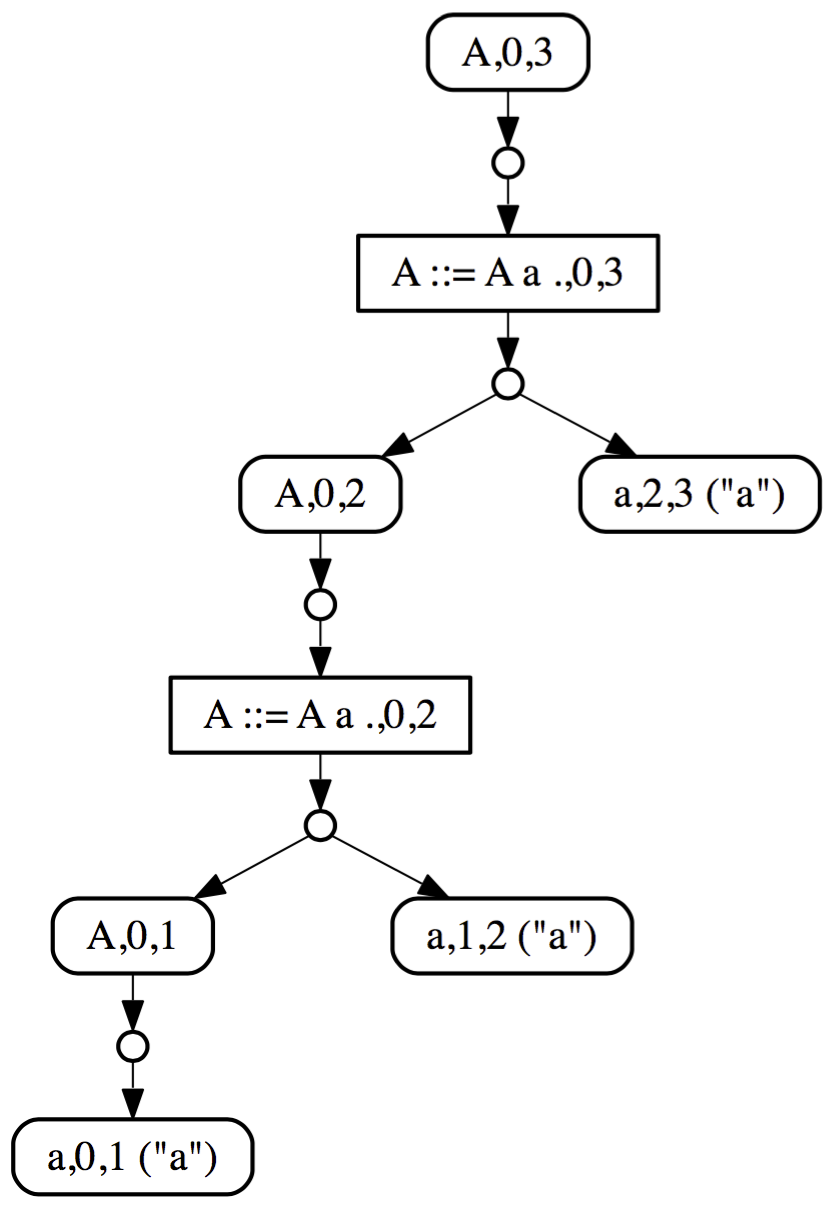 A,0,3
A ::= A a .,0,3
A,0,2
a,2,3 ("a")
A ::= A a .,0,2
A,0,1
a,1,2 ("a")
a,0,1 ("a")